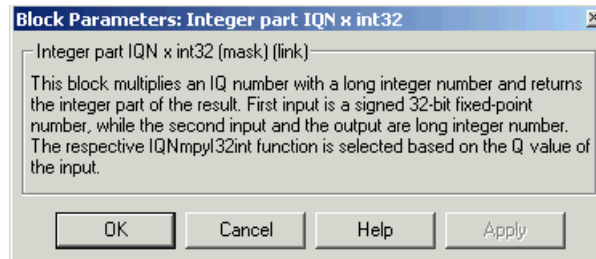 Block Parameters: Integer part IQN x int32
Integer part IQN x int32 (mask) (link)
This block multiplies an IQ number with a long integer number and returns
the integer part of the result. First input is a signed 32-bit fixed-point
number, while the second input and the output are long integer number.
The respective IQNmpyI32int function is selected based on the Q value of
the input.
OK Cancel Help Apply